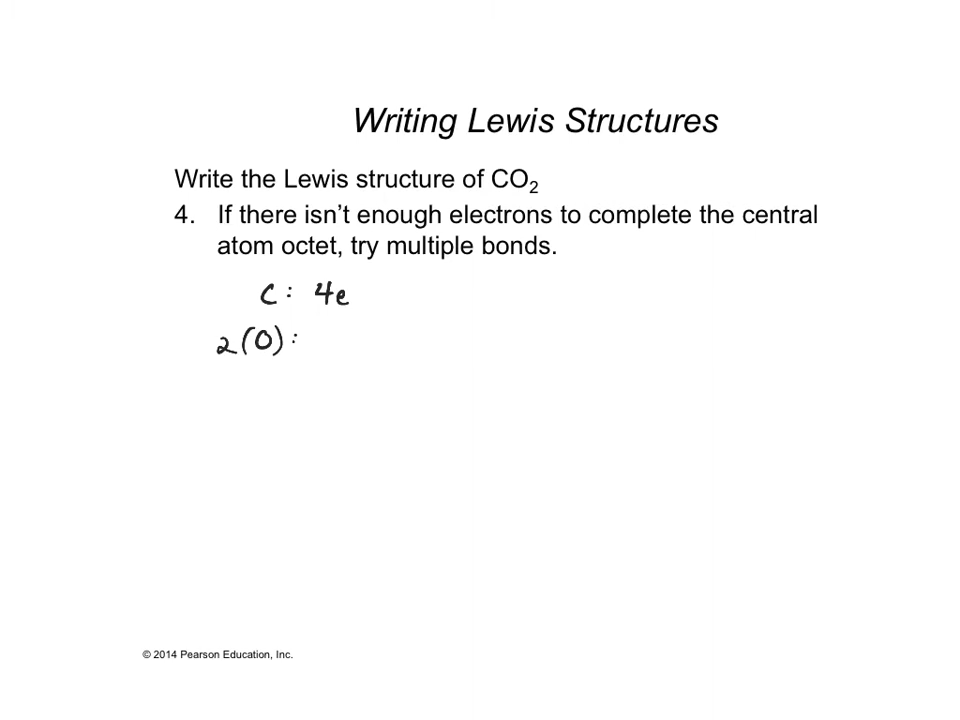 Writing Lewis Structures
Write the Lewis structure of CO₂
4. If there isn’t enough electrons to complete the central
atom octet, try multiple bonds.
C: 4e
2(O):
© 2014 Pearson Education, Inc.